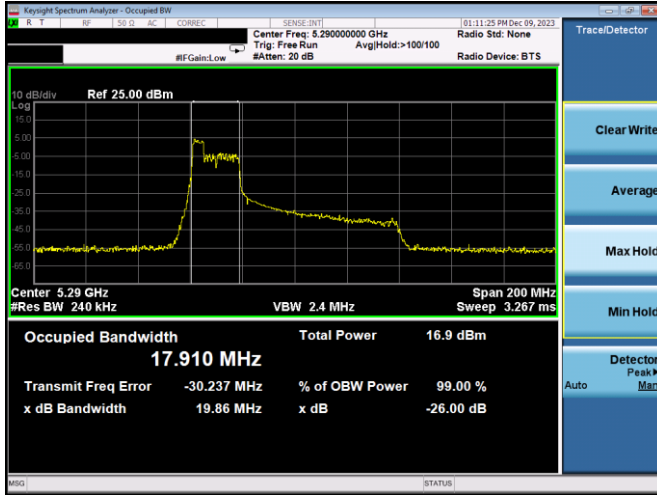 Keysight Spectrum Analyzer - Occupied BW
LXI R T RF 50 Ω AC CORREC SENSE:INT 01:11:25 PM Dec 09, 2023
Center Freq: 5.290000000 GHz Radio Std: None
Trig: Free Run Avg|Hold:>100/100
#IFGain:Low #Atten: 20 dB Radio Device: BTS
Trace/Detector
10 dB/div Ref 25.00 dBm
Log
15.0
5.00
-5.00
-15.0
-25.0
-35.0
-45.0
-55.0
-65.0
Center 5.29 GHz Span 200 MHz
#Res BW 240 kHz VBW 2.4 MHz Sweep 3.267 ms
Occupied Bandwidth Total Power 16.9 dBm
17.910 MHz
Transmit Freq Error -30.237 MHz % of OBW Power 99.00 %
x dB Bandwidth 19.86 MHz x dB -26.00 dB
Clear Write
Average
Max Hold
Min Hold
Detector
Peak
Auto Man
MSG STATUS